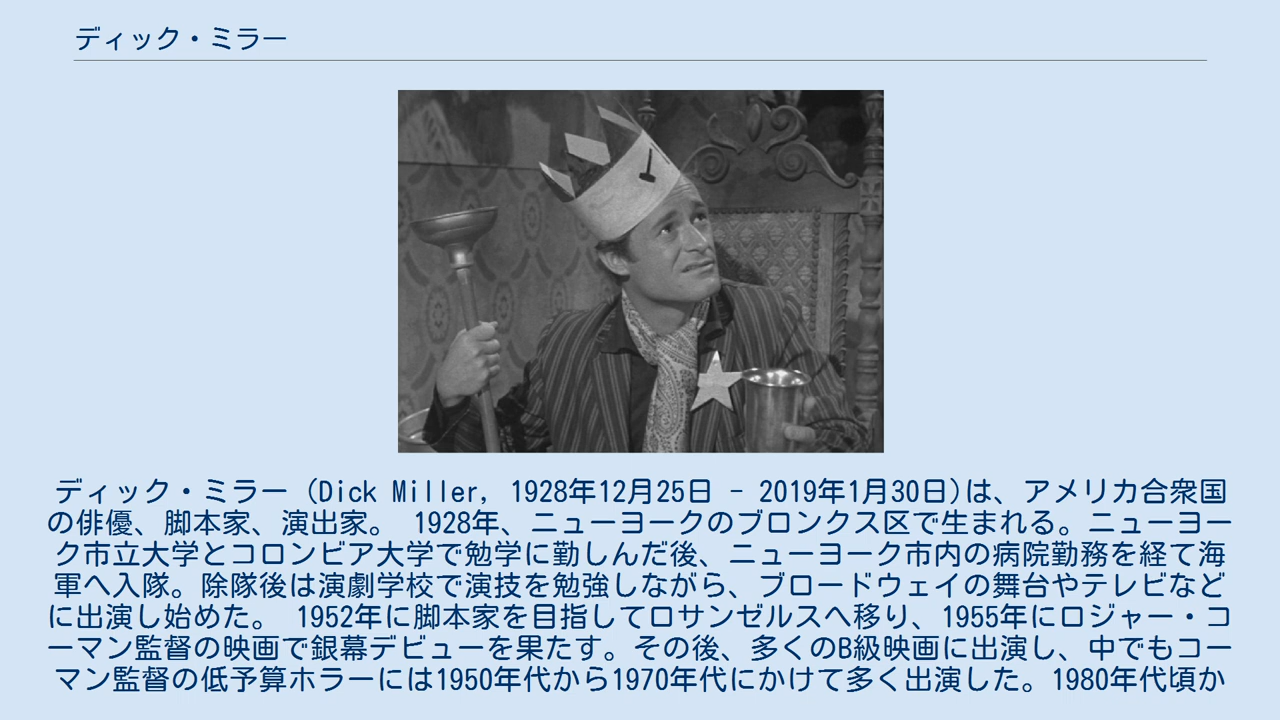 ディック・ミラー
ディック・ミラー (Dick Miller, 1928年12月25日 - 2019年1月30日)は、アメリカ合衆国
の俳優、脚本家、演出家。 1928年、ニューヨークのブロンクス区で生まれる。ニューヨー
ク市立大学とコロンビア大学で勉学に勤しんだ後、ニューヨーク市内の病院勤務を経て海
軍へ入隊。除隊後は演劇学校で演技を勉強しながら、ブロードウェイの舞台やテレビなど
に出演し始めた。 1952年に脚本家を目指してロサンゼルスへ移り、1955年にロジャー・コ
ーマン監督の映画で銀幕デビューを果たす。その後、多くのB級映画に出演し、中でもコー
マン監督の低予算ホラーには1950年代から1970年代にかけて多く出演した。1980年代頃か